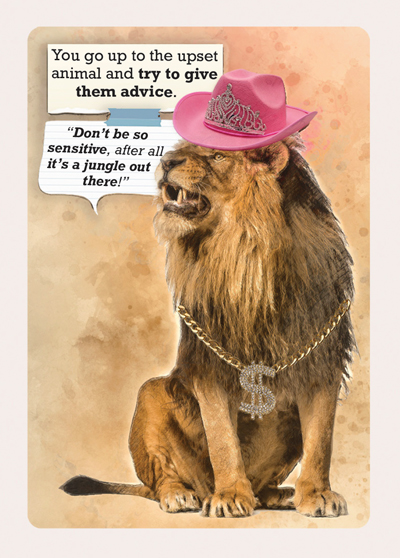 You go up to the upset
animal and try to give
them advice.
"Don't be so
sensitive, after all
it's a jungle out
there!"